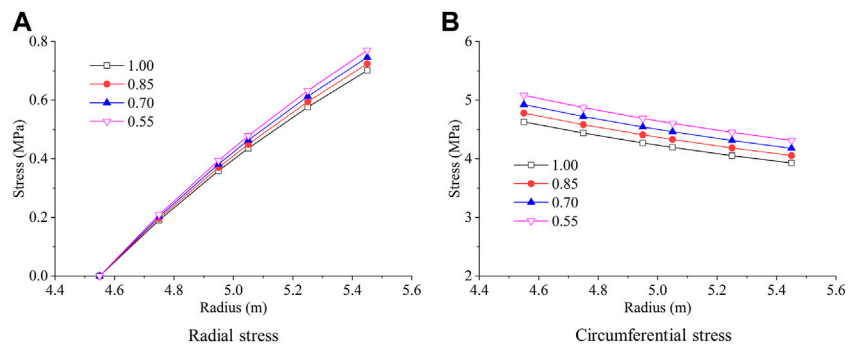 A
0.8
0.6
0.4
0.2
0.0
Stress (MPa)
1.00
0.85
0.70
0.55
4.4 4.6 4.8 5.0 5.2 5.4 5.6
Radius (m)
Radial stress
B
6
5
4
3
2
Stress (MPa)
1.00
0.85
0.70
0.55
4.4 4.6 4.8 5.0 5.2 5.4 5.6
Radius (m)
Circumferential stress